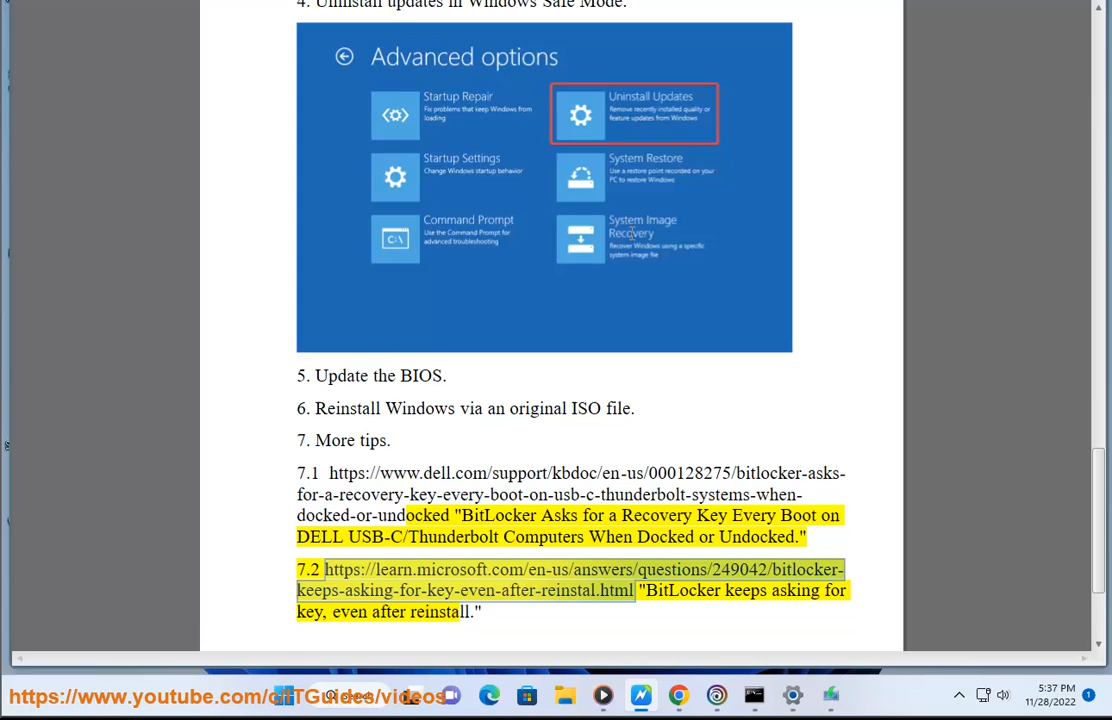 4. Uninstall updates in Windows Safe Mode.
Advanced options
Startup Repair
Fix problems that keep Windows from
loading
Uninstall Updates
Remove recently installed quality or
feature updates from Windows
Startup Settings
Change Windows startup behavior
System Restore
Use a restore point recorded on your
PC to restore Windows
Command Prompt
Use the Command Prompt for
advanced troubleshooting
C:\
System Image
Recovery
Recover Windows using a specific
system image file
5. Update the BIOS.
6. Reinstall Windows via an original ISO file.
7. More tips.
7.1 https://www.dell.com/support/kbdoc/en-us/000128275/bitlocker-asks-
for-a-recovery-key-every-boot-on-usb-c-thunderbolt-systems-when-
docked-or-undocked "BitLocker Asks for a Recovery Key Every Boot on
DELL USB-C/Thunderbolt Computers When Docked or Undocked."
7.2 https://learn.microsoft.com/en-us/answers/questions/249042/bitlocker-
keeps-asking-for-key-even-after-reinstal.html "BitLocker keeps asking for
key, even after reinstall."
https://www.youtube.com/c/ITGuides/videos
5:37 PM
11/28/2022
1